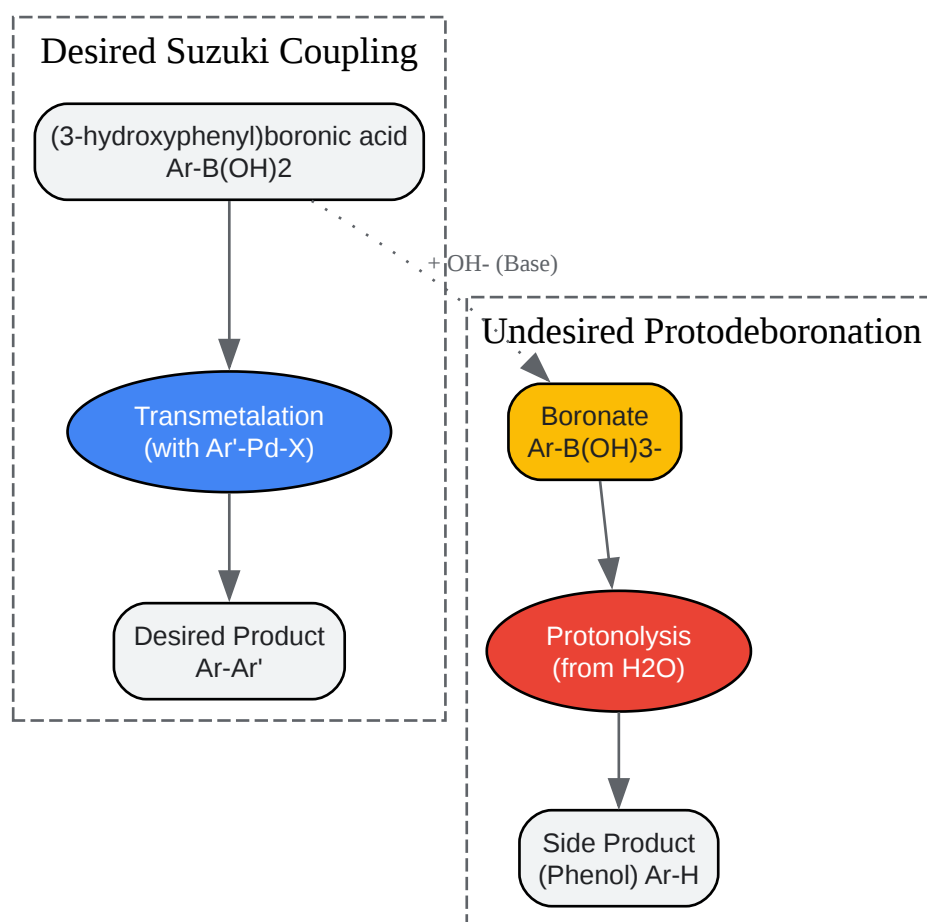 Desired Suzuki Coupling
(3-hydroxyphenyl)boronic acid
Ar-B(OH)2
+ OH- (Base)
Transmetalation
(with Ar'-Pd-X)
Desired Product
Ar-Ar'
Undesired Protodeboronation
Boronate
Ar-B(OH)3-
Protonolysis
(from H2O)
Side Product
(Phenol) Ar-H